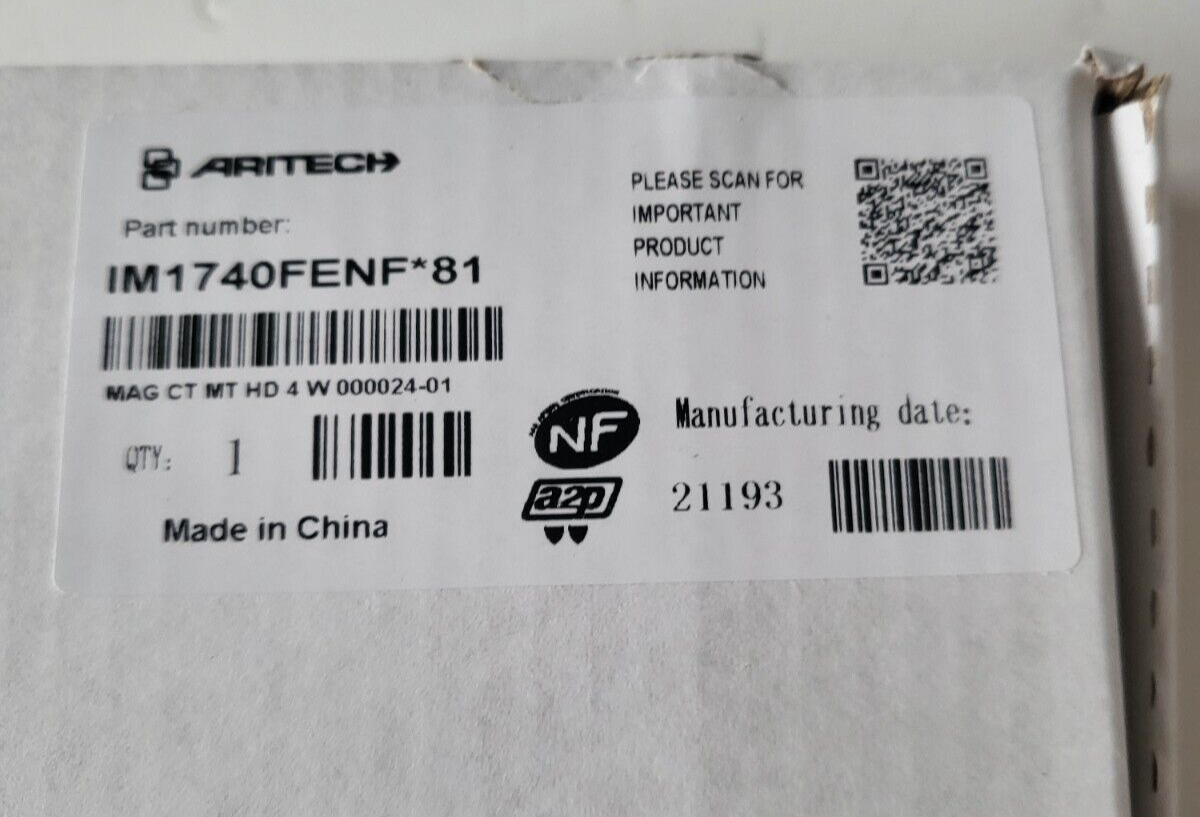 ARITECH
Part number:
IM1740FENF*81
MAG CT MT HD 4 W 000024-01
QTY: 1
Made in China
PLEASE SCAN FOR
IMPORTANT
PRODUCT
INFORMATION
NF
a2p
Manufacturing date:
21193